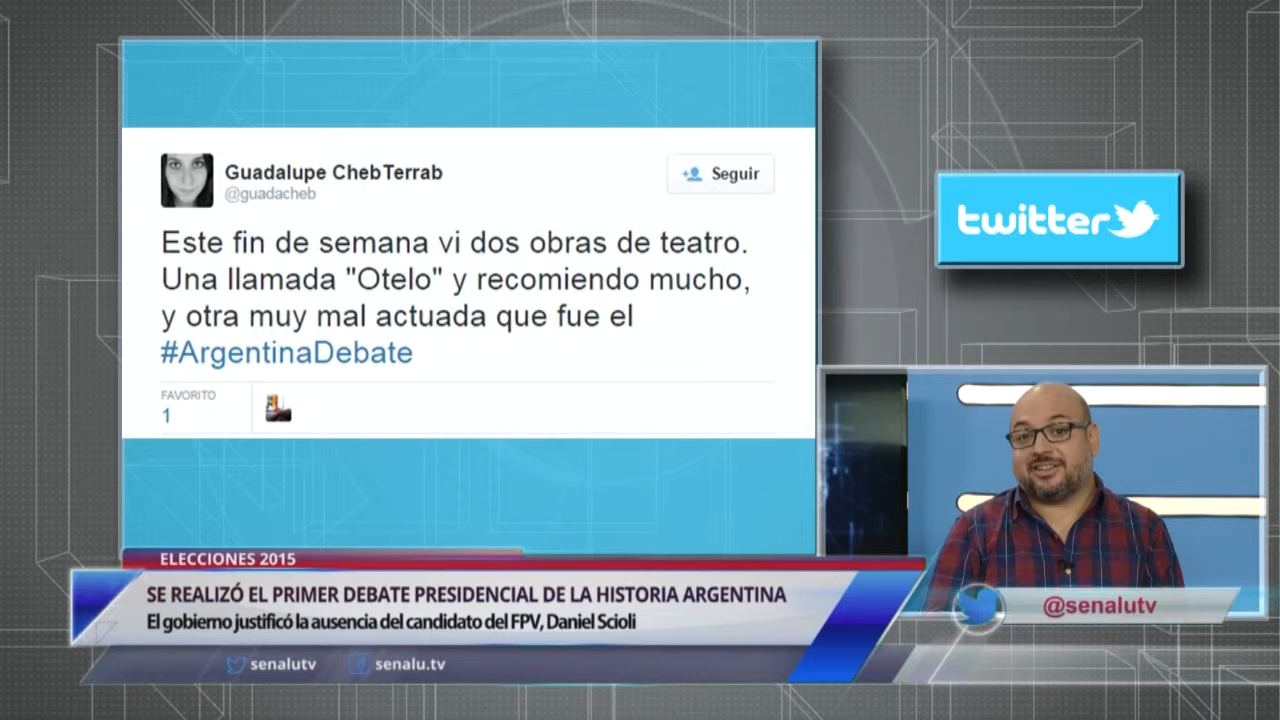 Guadalupe Cheb Terrab
@guadacheb
Seguir
Este fin de semana vi dos obras de teatro.
Una llamada "Otelo" y recomiendo mucho,
y otra muy mal actuada que fue el
#ArgentinaDebate
FAVORITO
1
twitter
ELECCIONES 2015
SE REALIZÓ EL PRIMER DEBATE PRESIDENCIAL DE LA HISTORIA ARGENTINA
El gobierno justificó la ausencia del candidato del FPV, Daniel Scioli
@senalutv
senalutv senalu.tv